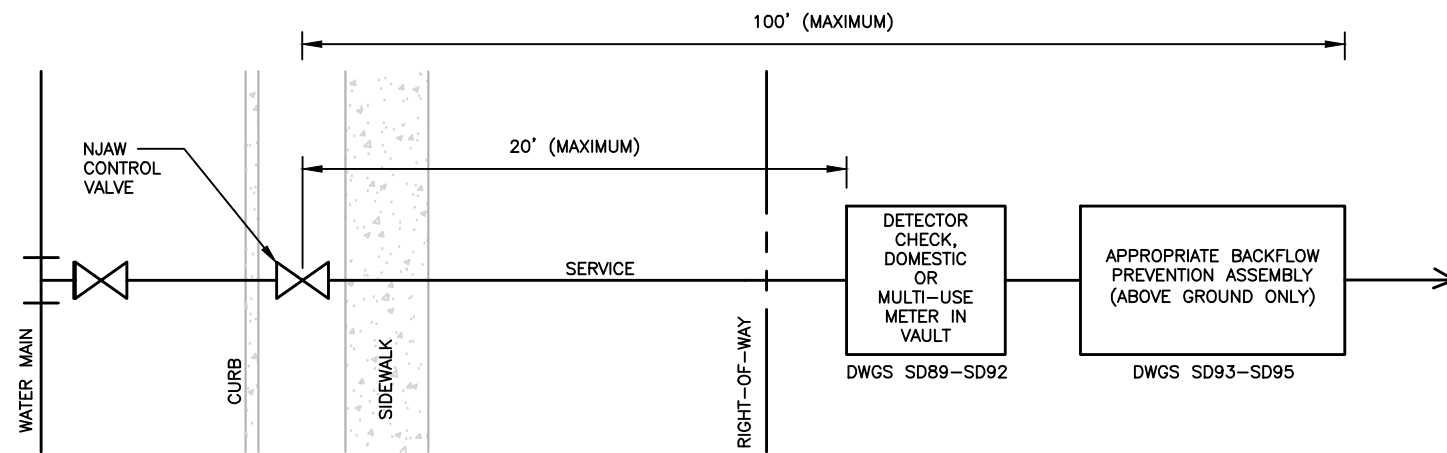 100' (MAXIMUM)
20' (MAXIMUM)
NJAW
CONTROL
VALVE
WATER MAIN
CURB
SIDEWALK
SERVICE
RIGHT-OF-WAY
DETECTOR
CHECK,
DOMESTIC
OR
MULTI-USE
METER IN
VAULT
DWGS SD89-SD92
APPROPRIATE BACKFLOW
PREVENTION ASSEMBLY
(ABOVE GROUND ONLY)
DWGS SD93-SD95